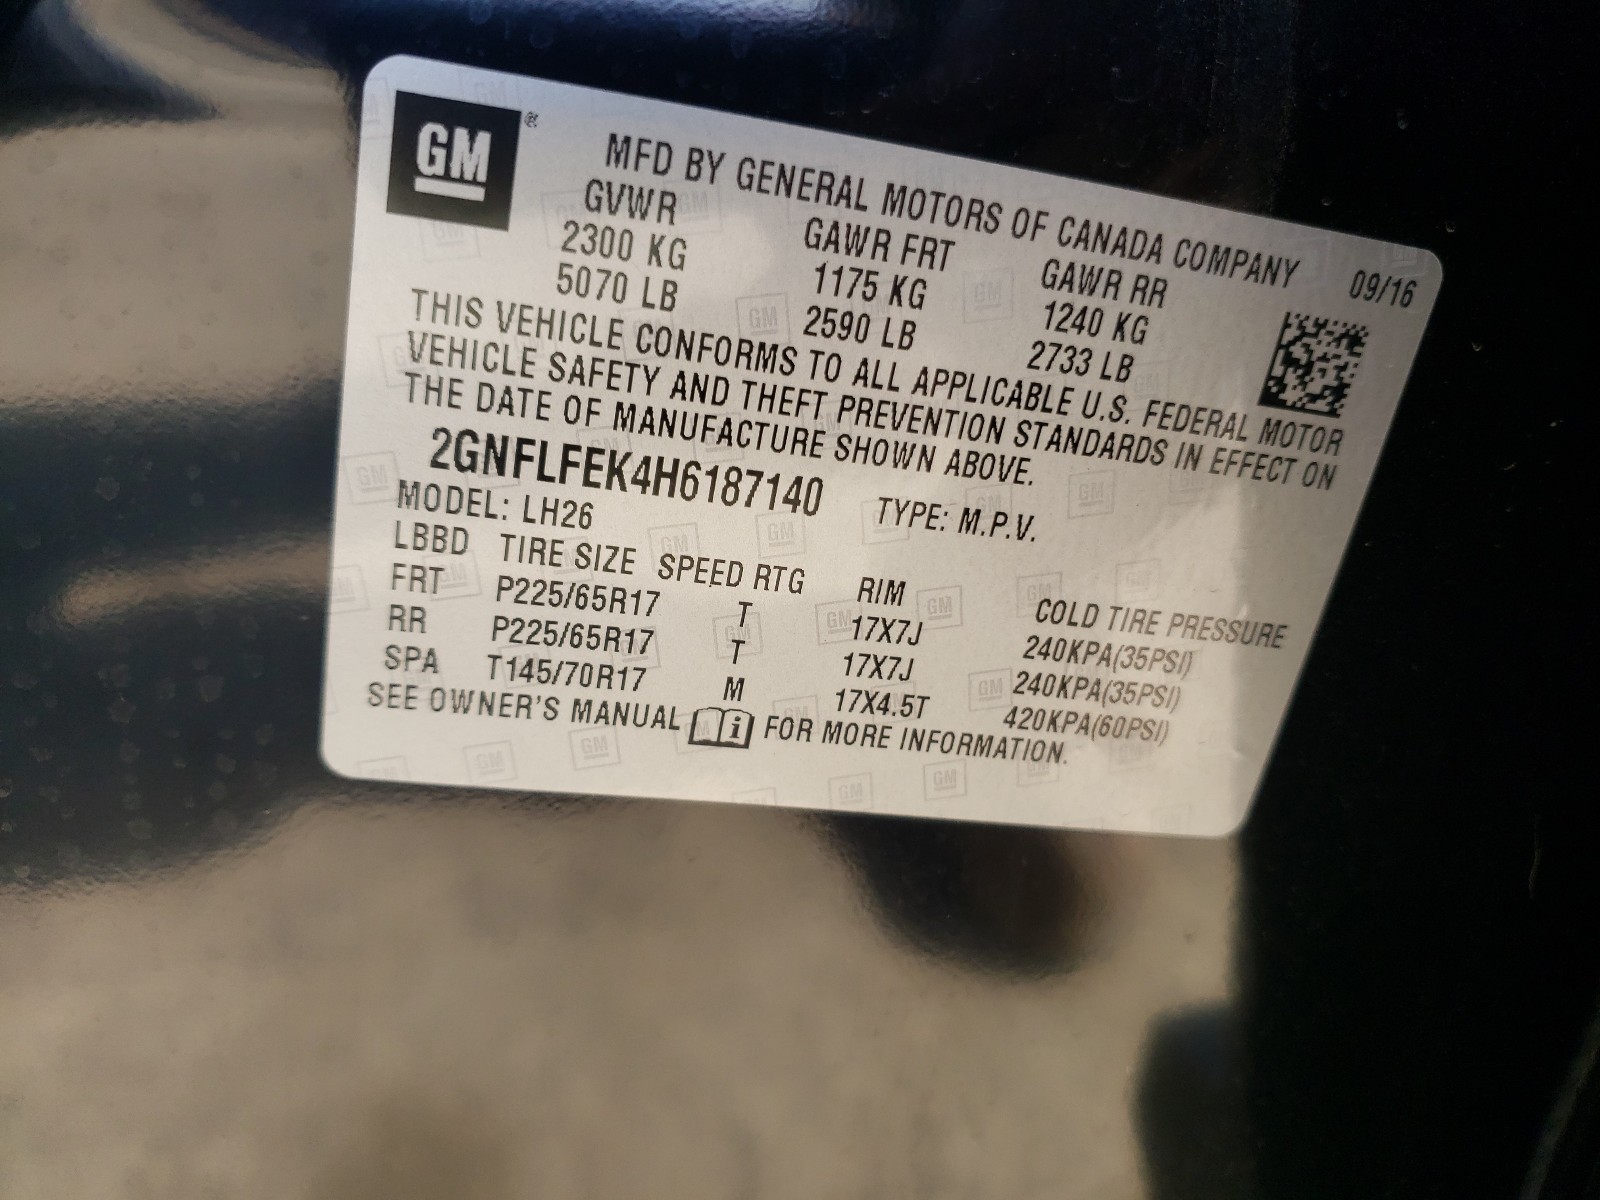 GM®
MFD BY GENERAL MOTORS OF CANADA COMPANY 09/16
GVWR GAWR FRT GAWR RR
2300 KG 1175 KG 1240 KG
5070 LB 2590 LB 2733 LB
THIS VEHICLE CONFORMS TO ALL APPLICABLE U.S. FEDERAL MOTOR
VEHICLE SAFETY AND THEFT PREVENTION STANDARDS IN EFFECT ON
THE DATE OF MANUFACTURE SHOWN ABOVE.
2GNFLFEK4H6187140 TYPE: M.P.V.
MODEL: LH26
LBBD TIRE SIZE SPEED RTG RIM COLD TIRE PRESSURE
FRT P225/65R17 T 17X7J 240KPA(35PSI)
RR P225/65R17 T 17X7J 240KPA(35PSI)
SPA T145/70R17 M 17X4.5T 420KPA(60PSI)
SEE OWNER'S MANUAL i FOR MORE INFORMATION.